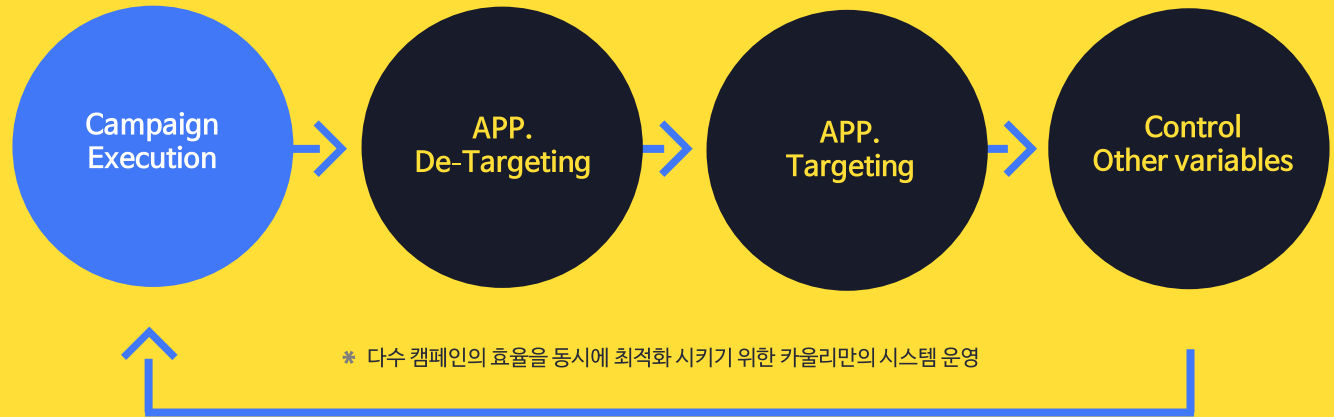 Campaign
Execution
APP.
De-Targeting
APP.
Targeting
Control
Other variables
* 다수 캠페인의 효율을 동시에 최적화 시키기 위한 카울리만의 시스템 운영